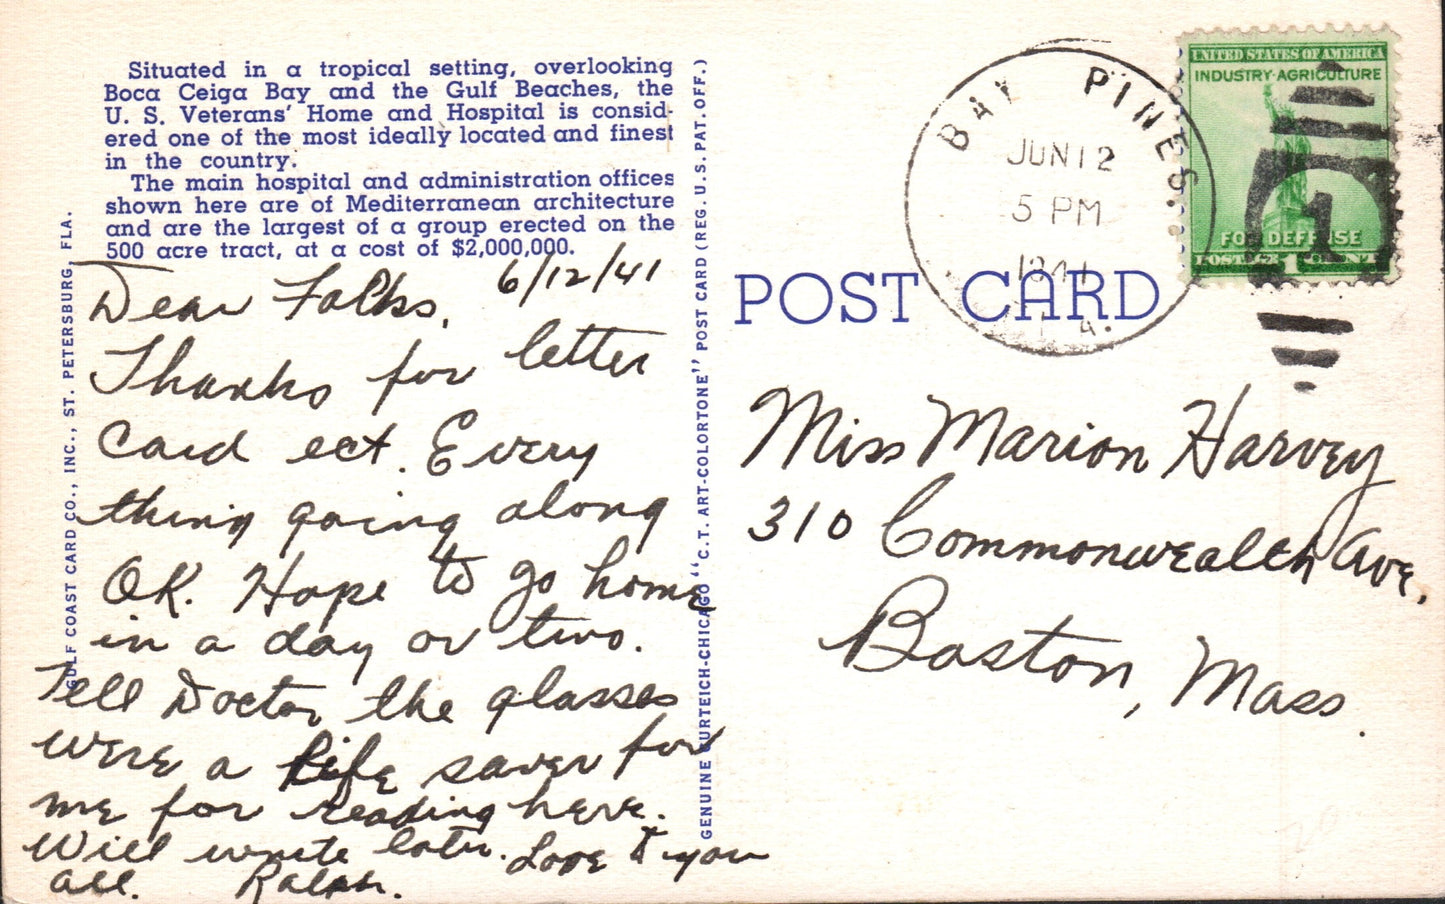 Situated in a tropical setting, overlooking
Boca Ceiga Bay and the Gulf Beaches, the
U. S. Veterans' Home and Hospital is consid-
ered one of the most ideally located and finest
in the country.
The main hospital and administration offices
shown here are of Mediterranean architecture
and are the largest of a group erected on the
500 acre tract, at a cost of $2,000,000.
6/12/41
Dear Folks,
Thanks for letter
card ect. Every
thing going along
OK. Hope to go home
in a day or two.
Tell Doctor the glasses
were a life saver for
me for reading here.
Will write later. Love to you
all. Ralph.
GULF COAST CARD CO., INC., ST. PETERSBURG, FLA.
GENUINE CURTEICH-CHICAGO "C.T. ART-COLORTONE" POST CARD (REG. U.S. PAT. OFF.)
POST CARD
BAY PINES.
JUN 12
5 PM
1941
FLA.
UNITED STATES OF AMERICA
INDUSTRY·AGRICULTURE
FOR DEFENSE
POSTAGE 1 CENT
1
Miss Marion Harvey
310 Commonwealth Ave,
Boston, Mass.